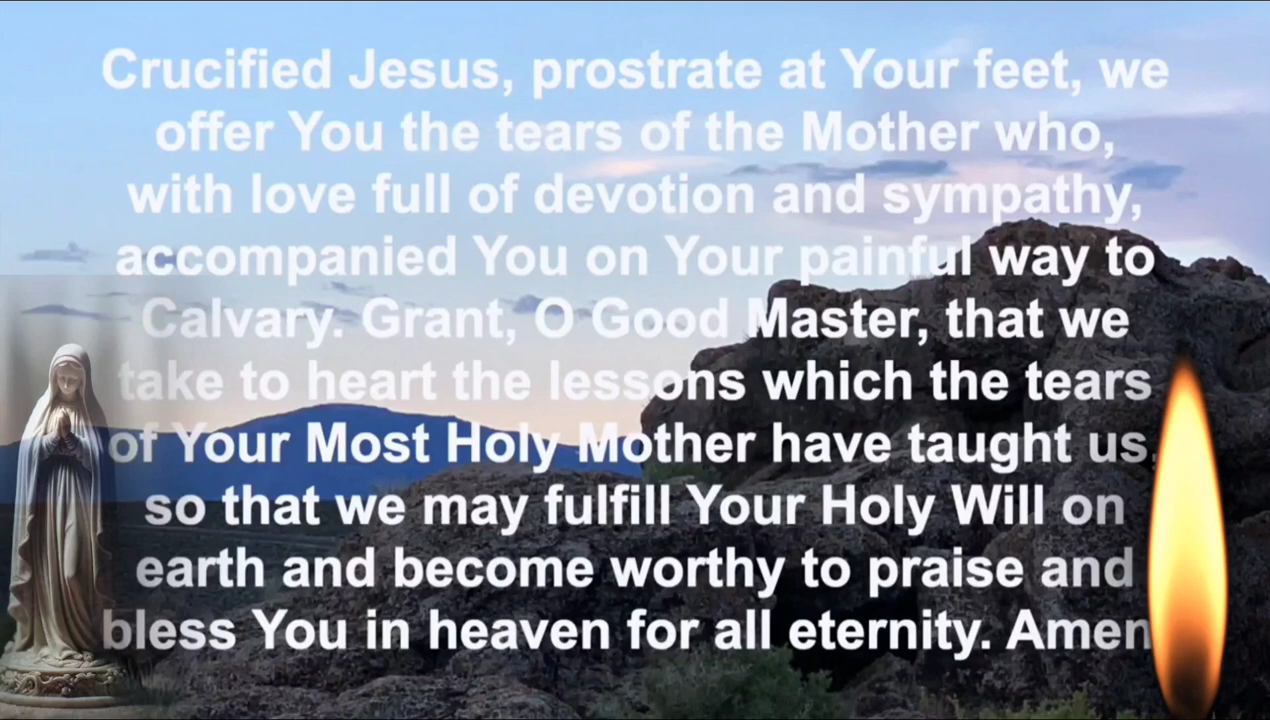 Crucified Jesus, prostrate at Your feet, we
offer You the tears of the Mother who,
with love full of devotion and sympathy,
accompanied You on Your painful way to
Calvary. Grant, O Good Master, that we
take to heart the lessons which the tears
of Your Most Holy Mother have taught us,
so that we may fulfill Your Holy Will on
earth and become worthy to praise and
bless You in heaven for all eternity. Amen